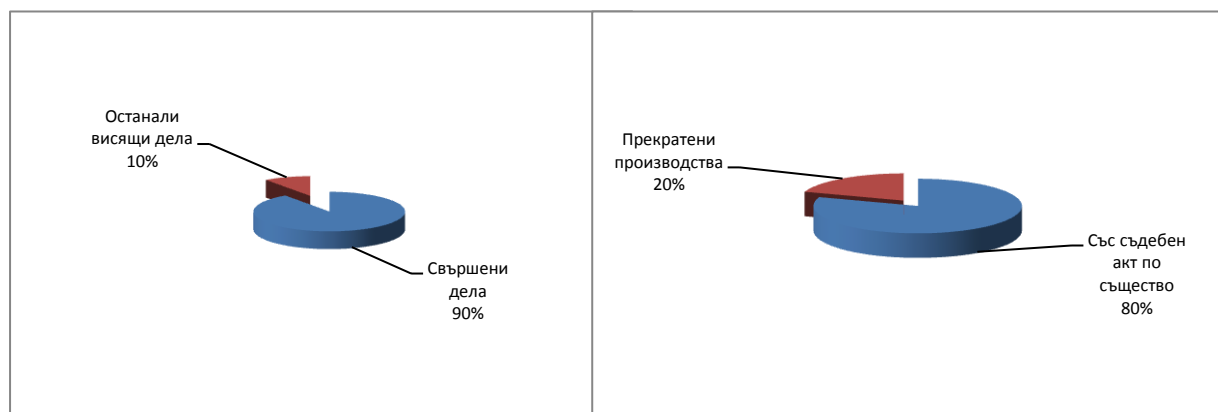 Останали
висящи дела
10%
Свършени
дела
90%
Прекратени
производства
20%
Със съдебен
акт по
същество
80%